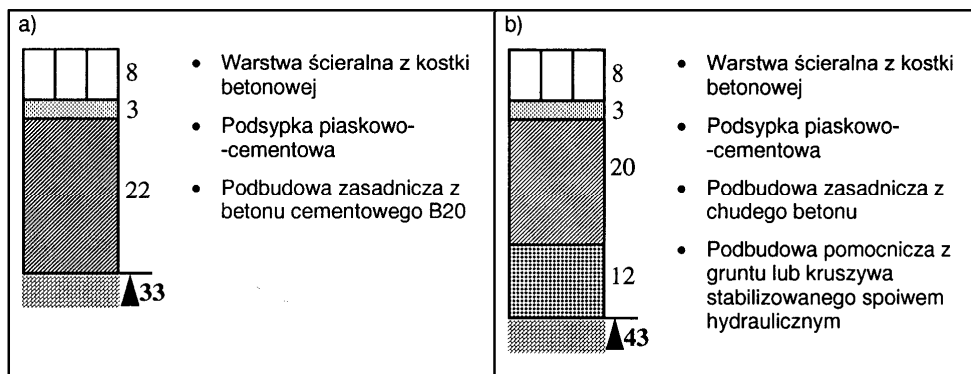 a)
8
3
22
33
• Warstwa ścieralna z kostki
betonowej
• Podsypka piaskowo-
-cementowa
• Podbudowa zasadnicza z
betonu cementowego B20
b)
8
3
20
12
43
• Warstwa ścieralna z kostki
betonowej
• Podsypka piaskowo-
-cementowa
• Podbudowa zasadnicza z
chudego betonu
• Podbudowa pomocnicza z
gruntu lub kruszywa
stabilizowanego spoiwem
hydraulicznym